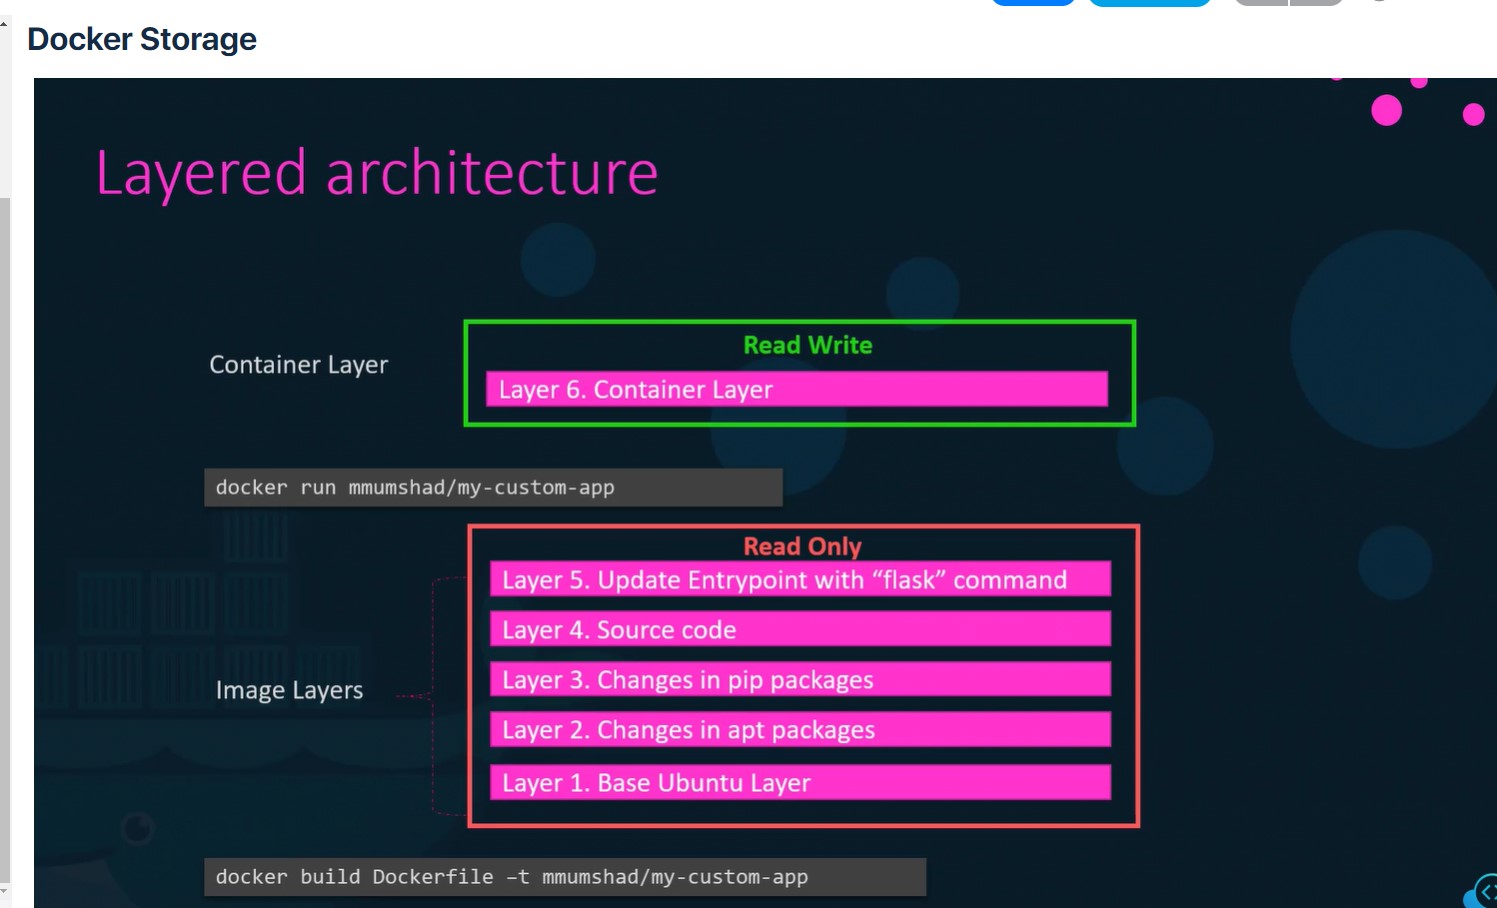 Docker Storage
Layered architecture
Container Layer
Read Write
Layer 6. Container Layer
docker run mmumshad/my-custom-app
Read Only
Layer 5. Update Entrypoint with “flask” command
Layer 4. Source code
Layer 3. Changes in pip packages
Image Layers
Layer 2. Changes in apt packages
Layer 1. Base Ubuntu Layer
docker build Dockerfile –t mmumshad/my-custom-app